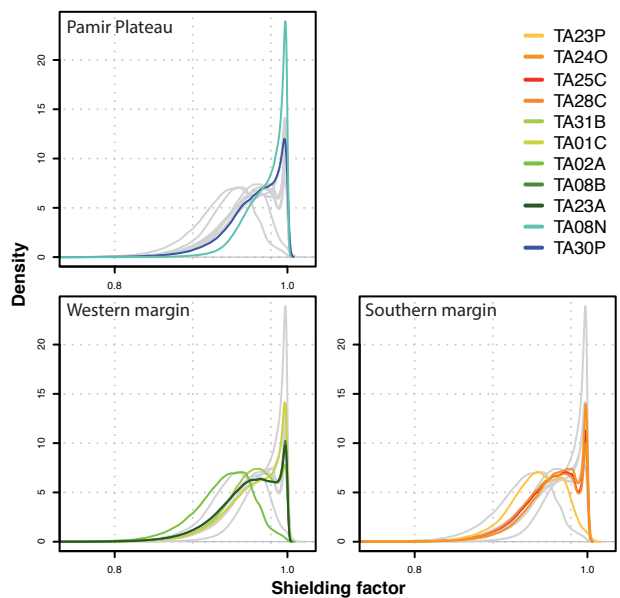 Pamir Plateau
20
15
10
5
0
0.8
1.0
TA23P
TA24O
TA25C
TA28C
TA31B
TA01C
TA02A
TA08B
TA23A
TA08N
TA30P
Density
Western margin
20
15
10
5
0
0.8
1.0
Southern margin
20
15
10
5
0
0.8
1.0
Shielding factor